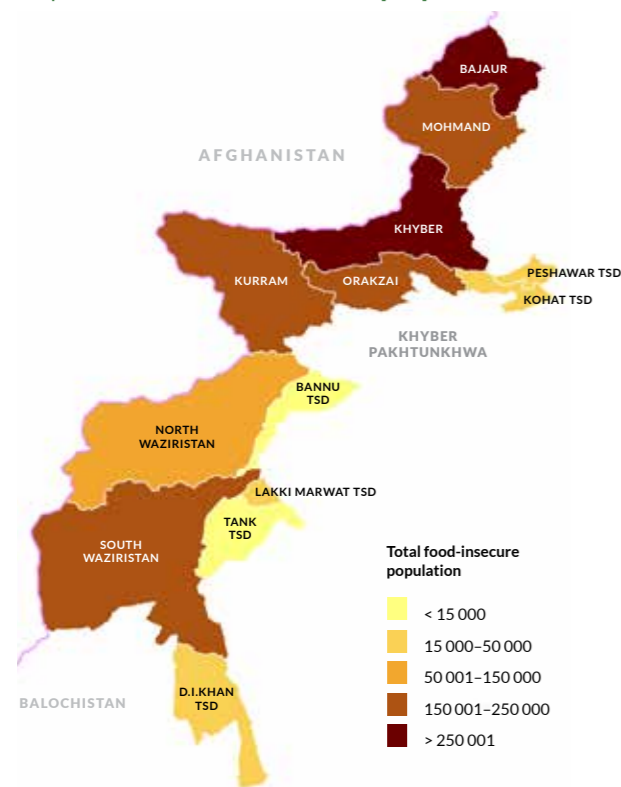 BAJAUR
MOHMAND
AFGHANISTAN
KHYBER
PESHAWAR TSD
KURRAM
ORAKZAI
KOHAT TSD
KHYBER
PAKHTUNKHWA
BANNU
TSD
NORTH
WAZIRISTAN
LAKKI MARWAT TSD
TANK
TSD
SOUTH
WAZIRISTAN
Total food-insecure
population
< 15 000
15 000–50 000
50 001–150 000
150 001–250 000
> 250 001
D.I.KHAN
TSD
BALOCHISTAN